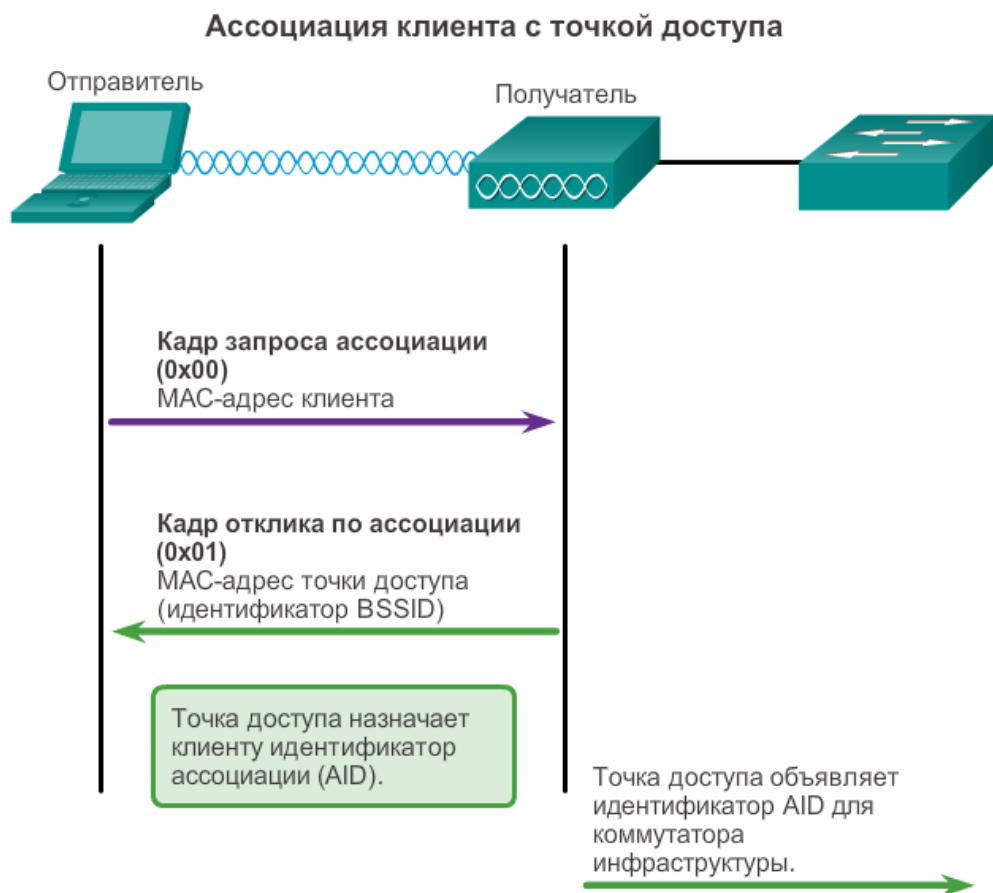 Ассоциация клиента с точкой доступа
Отправитель
Получатель
Кадр запроса ассоциации
(0x00)
MAC-адрес клиента
Кадр отклика по ассоциации
(0x01)
MAC-адрес точки доступа
(идентификатор BSSID)
Точка доступа назначает
клиенту идентификатор
ассоциации (AID).
Точка доступа объявляет
идентификатор AID для
коммутатора
инфраструктуры.